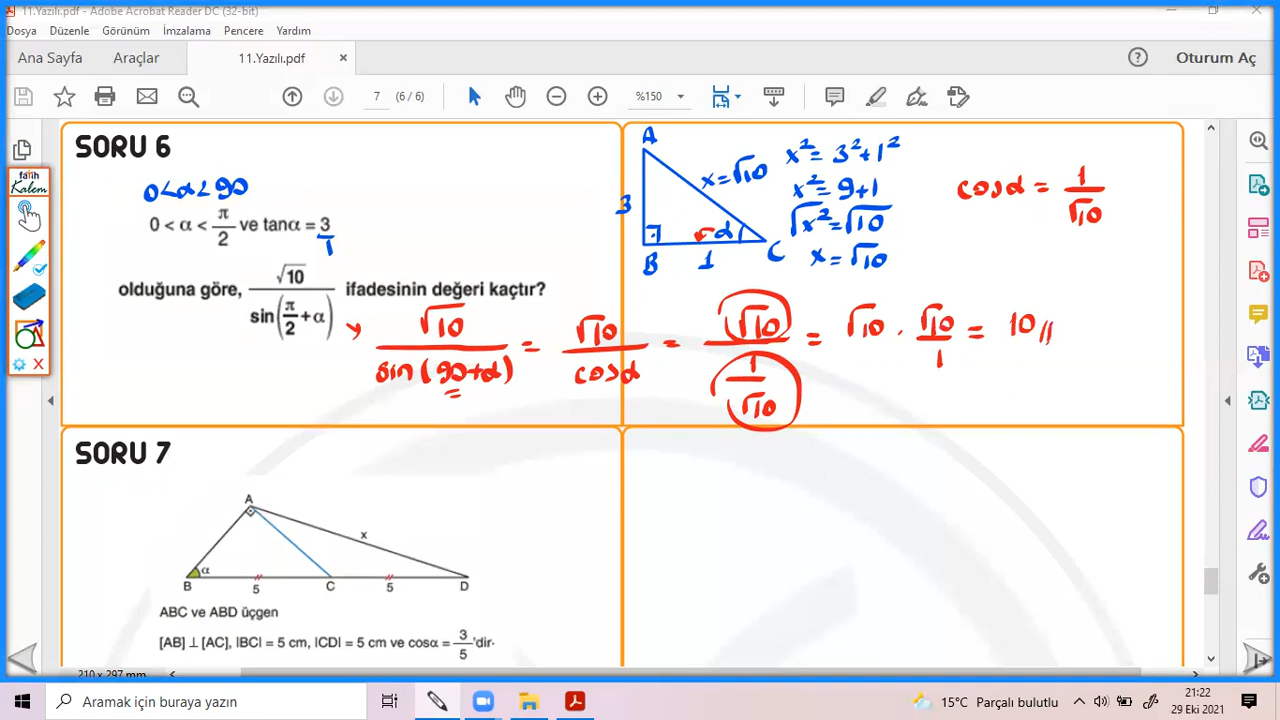 11.Yazılı.pdf - Adobe Acrobat Reader DC (32-bit)
Dosya Düzenle Görünüm İmzalama Pencere Yardım
Ana Sayfa Araçlar 11.Yazılı.pdf × Oturum Aç
7 (6 / 6) %150
fatih
Kalem
SORU 6
0<α<90
0 < α < π/2 ve tanα = 3
1
olduğuna göre, √10 / sin(π/2 + α) ifadesinin değeri kaçtır?
A
3
x=√10
α
B
1
C
x² = 3²+1²
x² = 9+1
√x² = √10
x = √10
cosα = 1/√10
√10 / sin(90+α) = √10 / cosα = √10 / (1/√10) = √10 · √10/1 = 10//
SORU 7
A
x
α
B C D
5 5
ABC ve ABD üçgen
[AB] ⊥ [AC], |BC| = 5 cm, |CD| = 5 cm ve cosα = 3/5 'dir.
210 x 297 mm
Aramak için buraya yazın
15°C Parçalı bulutlu
21:22
29 Eki 2021